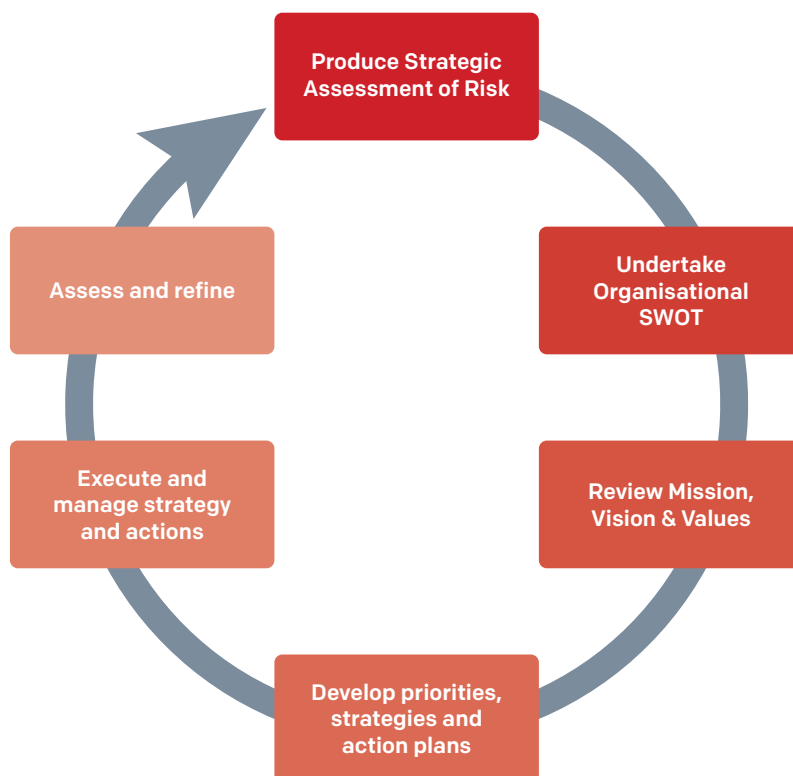 Produce Strategic
Assessment of Risk
Undertake
Organisational
SWOT
Review Mission,
Vision & Values
Develop priorities,
strategies and
action plans
Execute and
manage strategy
and actions
Assess and refine